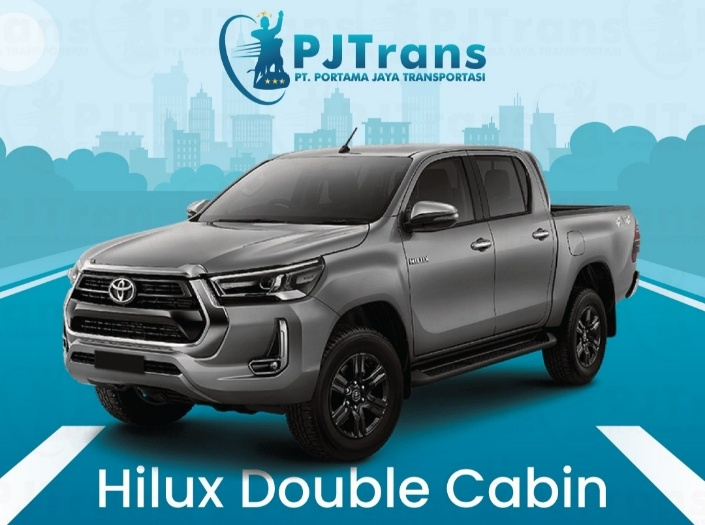 PJTrans
PT. PORTAMA JAYA TRANSPORTASI
HILUX
Hilux Double Cabin